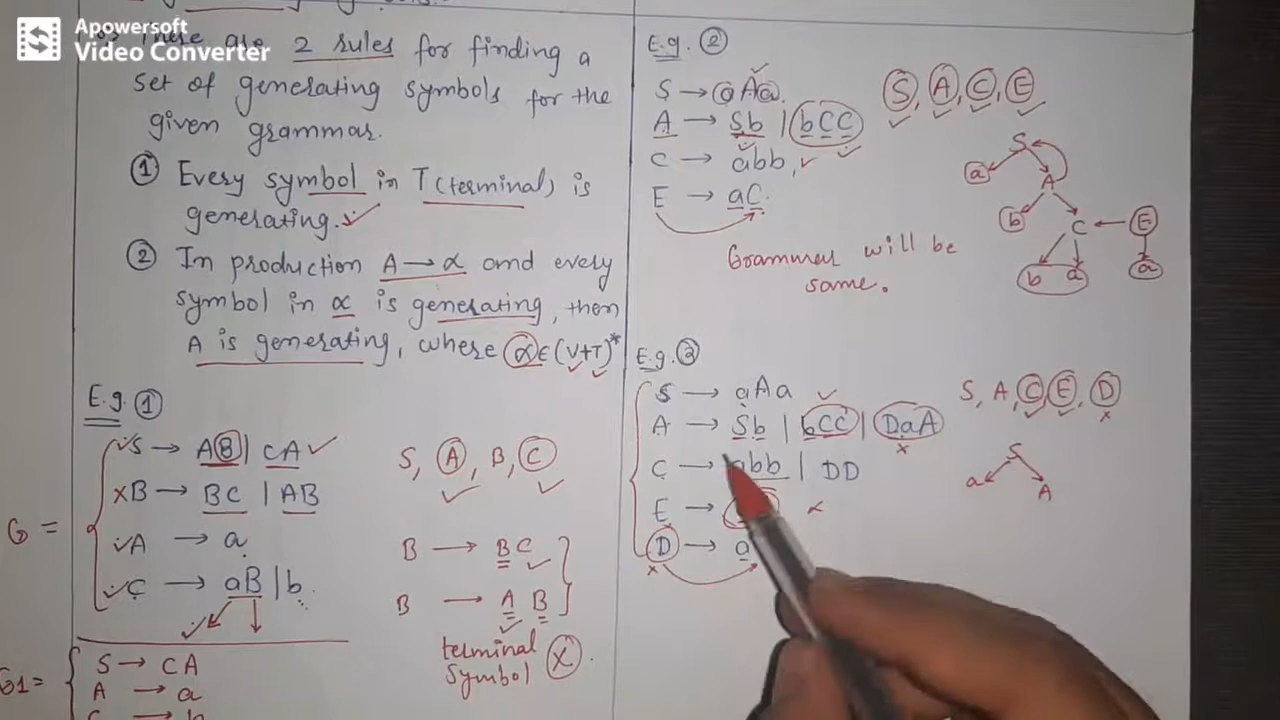 Apowersoft
Video Converter
There are 2 rules for finding a
set of generating symbols for the
given grammar.
① Every symbol in T (terminal) is
generating.
② In production A → α and every
symbol in α is generating, then
A is generating, where α ∈ (V+T)*
E.g. ①
G =
S → AB | CA
B → BC | AB
A → a
C → aB | b.
S, A, B, C
B → BC
B → A B
terminal
symbol X.
G1 =
S → CA
A → a
C → b
E.g. ②
S → aAa.
A → Sb | bCC
C → abb,
E → aC.
S, A, C, E
S
a
A
b
C
E
b a
a
Grammer will be
same.
E.g. ③
S → aAa
A → Sb | bCC | DaA
C → abb | DD
E →
D → a
S, A, C, E, D
S
a
A